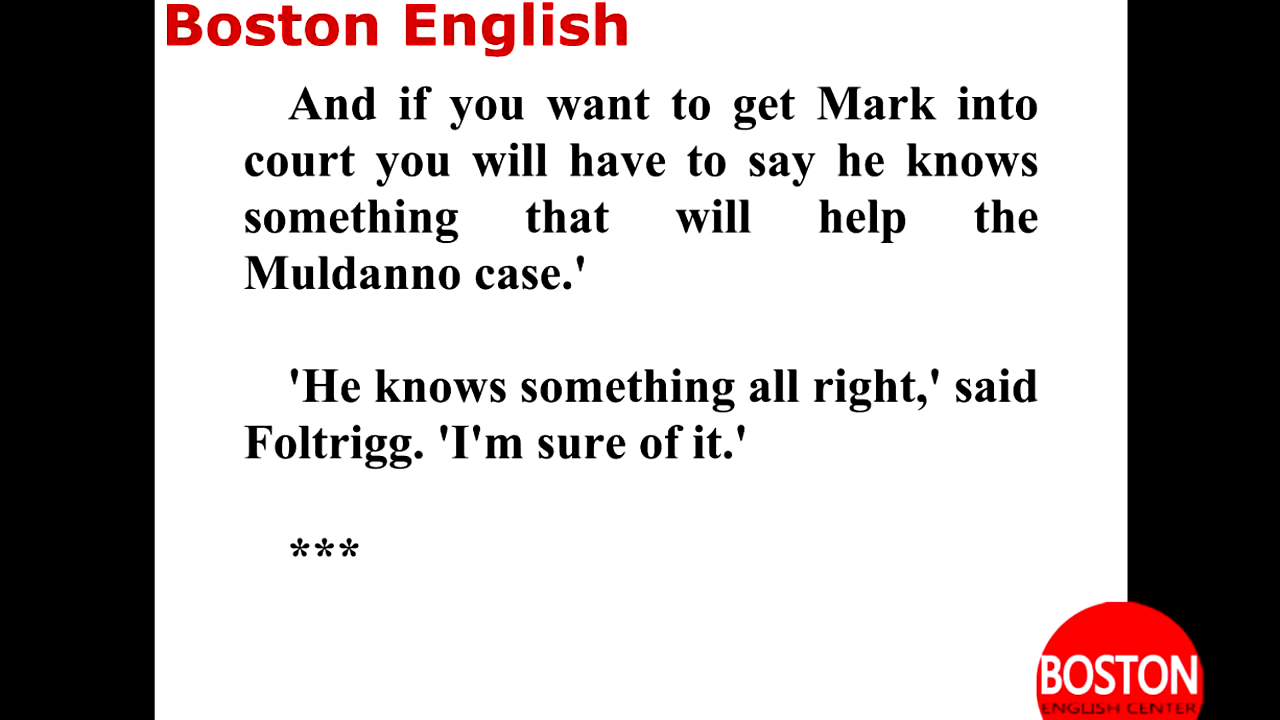 Boston English
And if you want to get Mark into
court you will have to say he knows
something that will help the
Muldanno case.'
'He knows something all right,' said
Foltrigg. 'I'm sure of it.'
***
BOSTON
ENGLISH CENTER